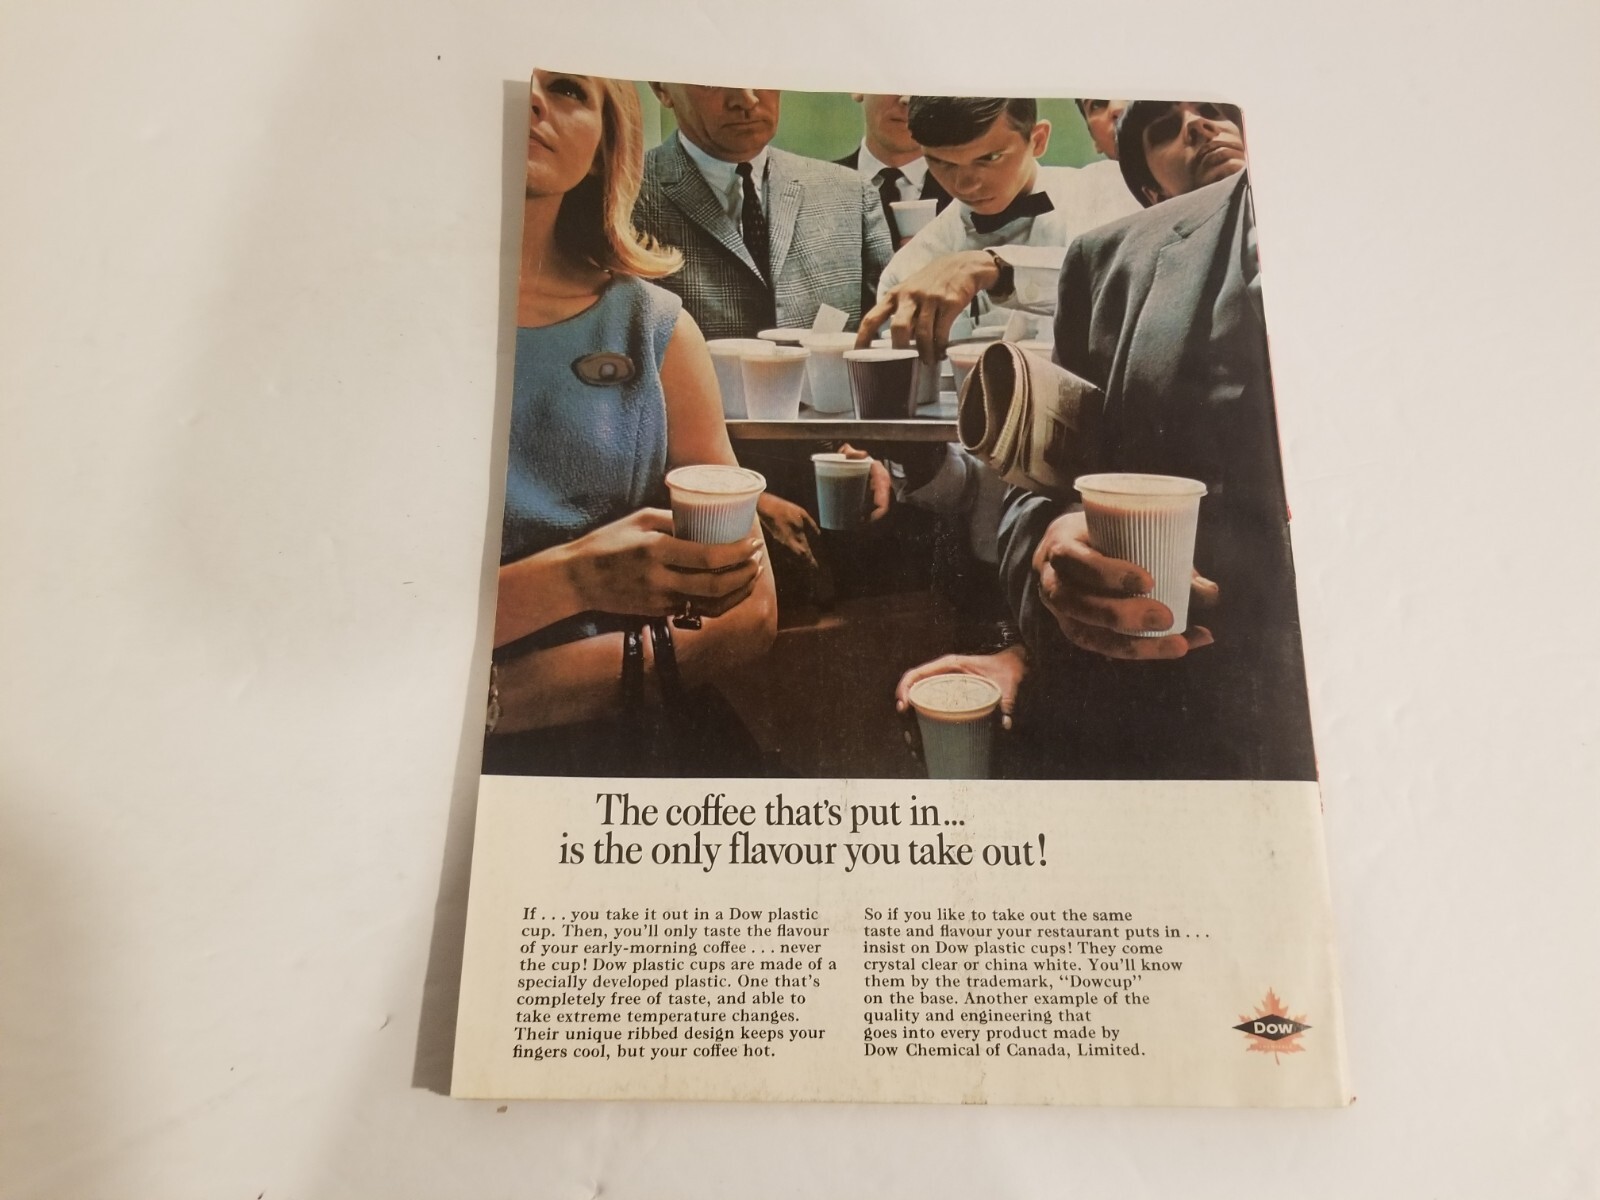 The coffee that's put in...
is the only flavour you take out!
If . . . you take it out in a Dow plastic
cup. Then, you'll only taste the flavour
of your early-morning coffee . . . never
the cup! Dow plastic cups are made of a
specially developed plastic. One that's
completely free of taste, and able to
take extreme temperature changes.
Their unique ribbed design keeps your
fingers cool, but your coffee hot.
So if you like to take out the same
taste and flavour your restaurant puts in . . .
insist on Dow plastic cups! They come
crystal clear or china white. You'll know
them by the trademark, "Dowcup"
on the base. Another example of the
quality and engineering that
goes into every product made by
Dow Chemical of Canada, Limited.
Dow